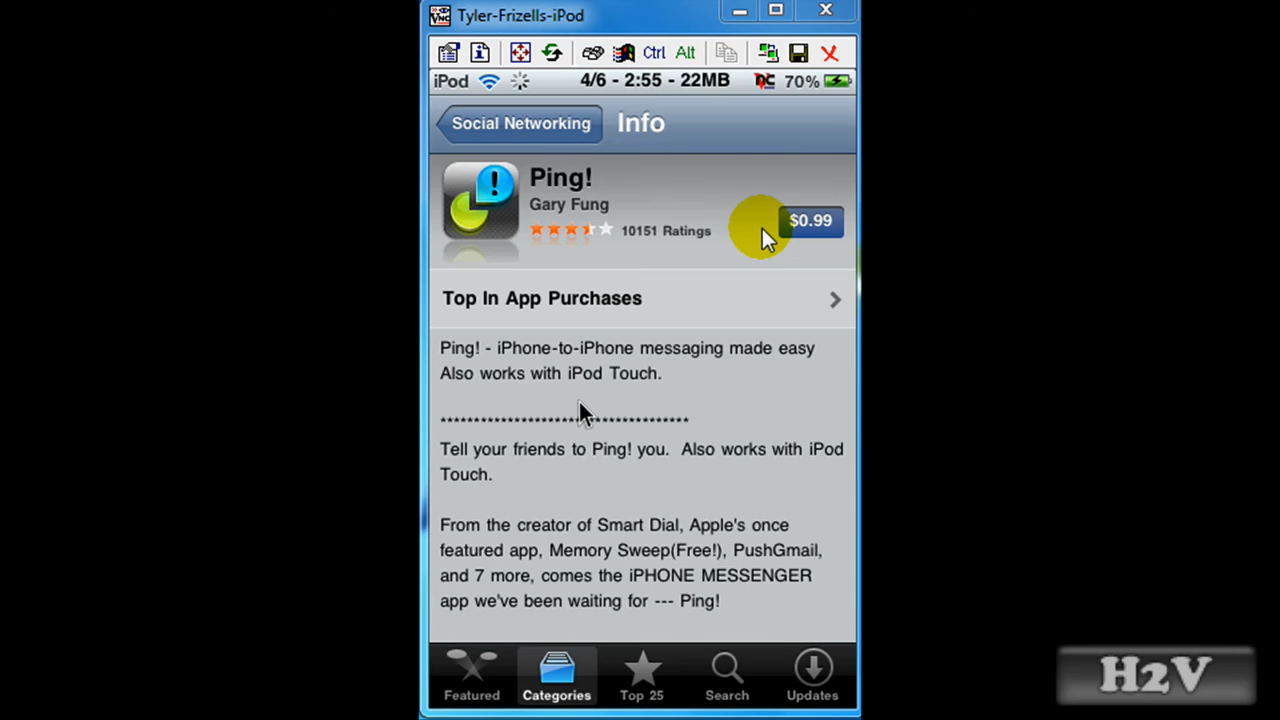 Tyler-Frizells-iPod
Ctrl Alt
iPod 4/6 - 2:55 - 22MB 70%
Social Networking Info
Ping!
Gary Fung
10151 Ratings
$0.99
Top In App Purchases
Ping! - iPhone-to-iPhone messaging made easy
Also works with iPod Touch.
*************************************
Tell your friends to Ping! you. Also works with iPod
Touch.
From the creator of Smart Dial, Apple's once
featured app, Memory Sweep(Free!), PushGmail,
and 7 more, comes the iPHONE MESSENGER
app we've been waiting for --- Ping!
Featured Categories Top 25 Search Updates
H2V